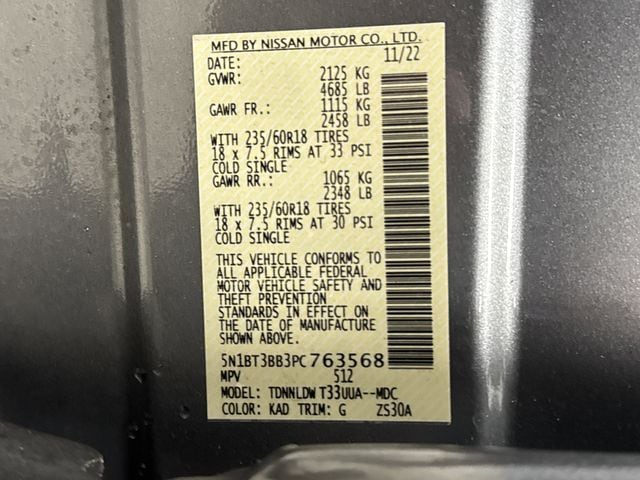 MFD BY NISSAN MOTOR CO., LTD.
DATE: 11/22
GVWR: 2125 KG
4685 LB
GAWR FR.: 1115 KG
2458 LB
WITH 235/60R18 TIRES
18 x 7.5 RIMS AT 33 PSI
COLD SINGLE
GAWR RR.: 1065 KG
2348 LB
WITH 235/60R18 TIRES
18 x 7.5 RIMS AT 30 PSI
COLD SINGLE
THIS VEHICLE CONFORMS TO
ALL APPLICABLE FEDERAL
MOTOR VEHICLE SAFETY AND
THEFT PREVENTION
STANDARDS IN EFFECT ON
THE DATE OF MANUFACTURE
SHOWN ABOVE.
5N1BT3BB3PC763568
MPV 512
MODEL: TDNNLDW T33UUA--MDC
COLOR: KAD TRIM: G ZS30A